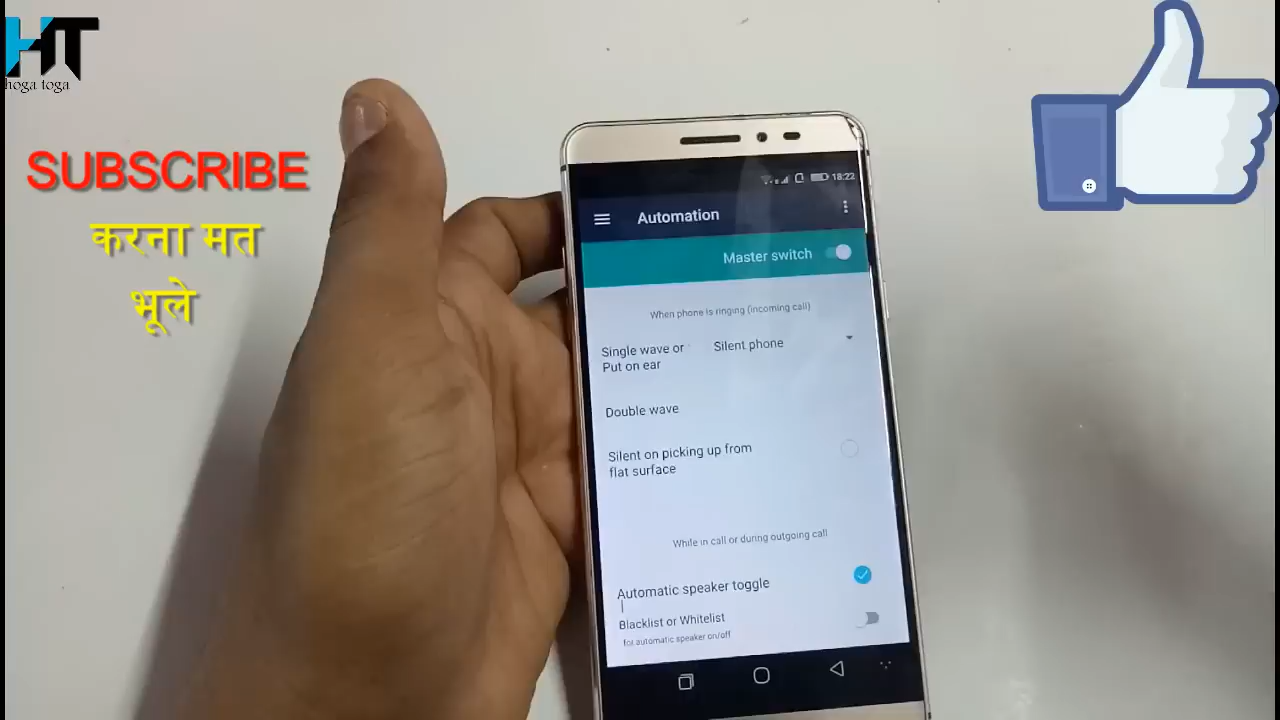 HT
hoga toga
SUBSCRIBE
करना मत
भूले
18:22
Automation
Master switch
When phone is ringing (incoming call)
Single wave or
Put on ear
Silent phone
Double wave
Silent on picking up from
flat surface
While in call or during outgoing call
Automatic speaker toggle
Blacklist or Whitelist
for automatic speaker on/off